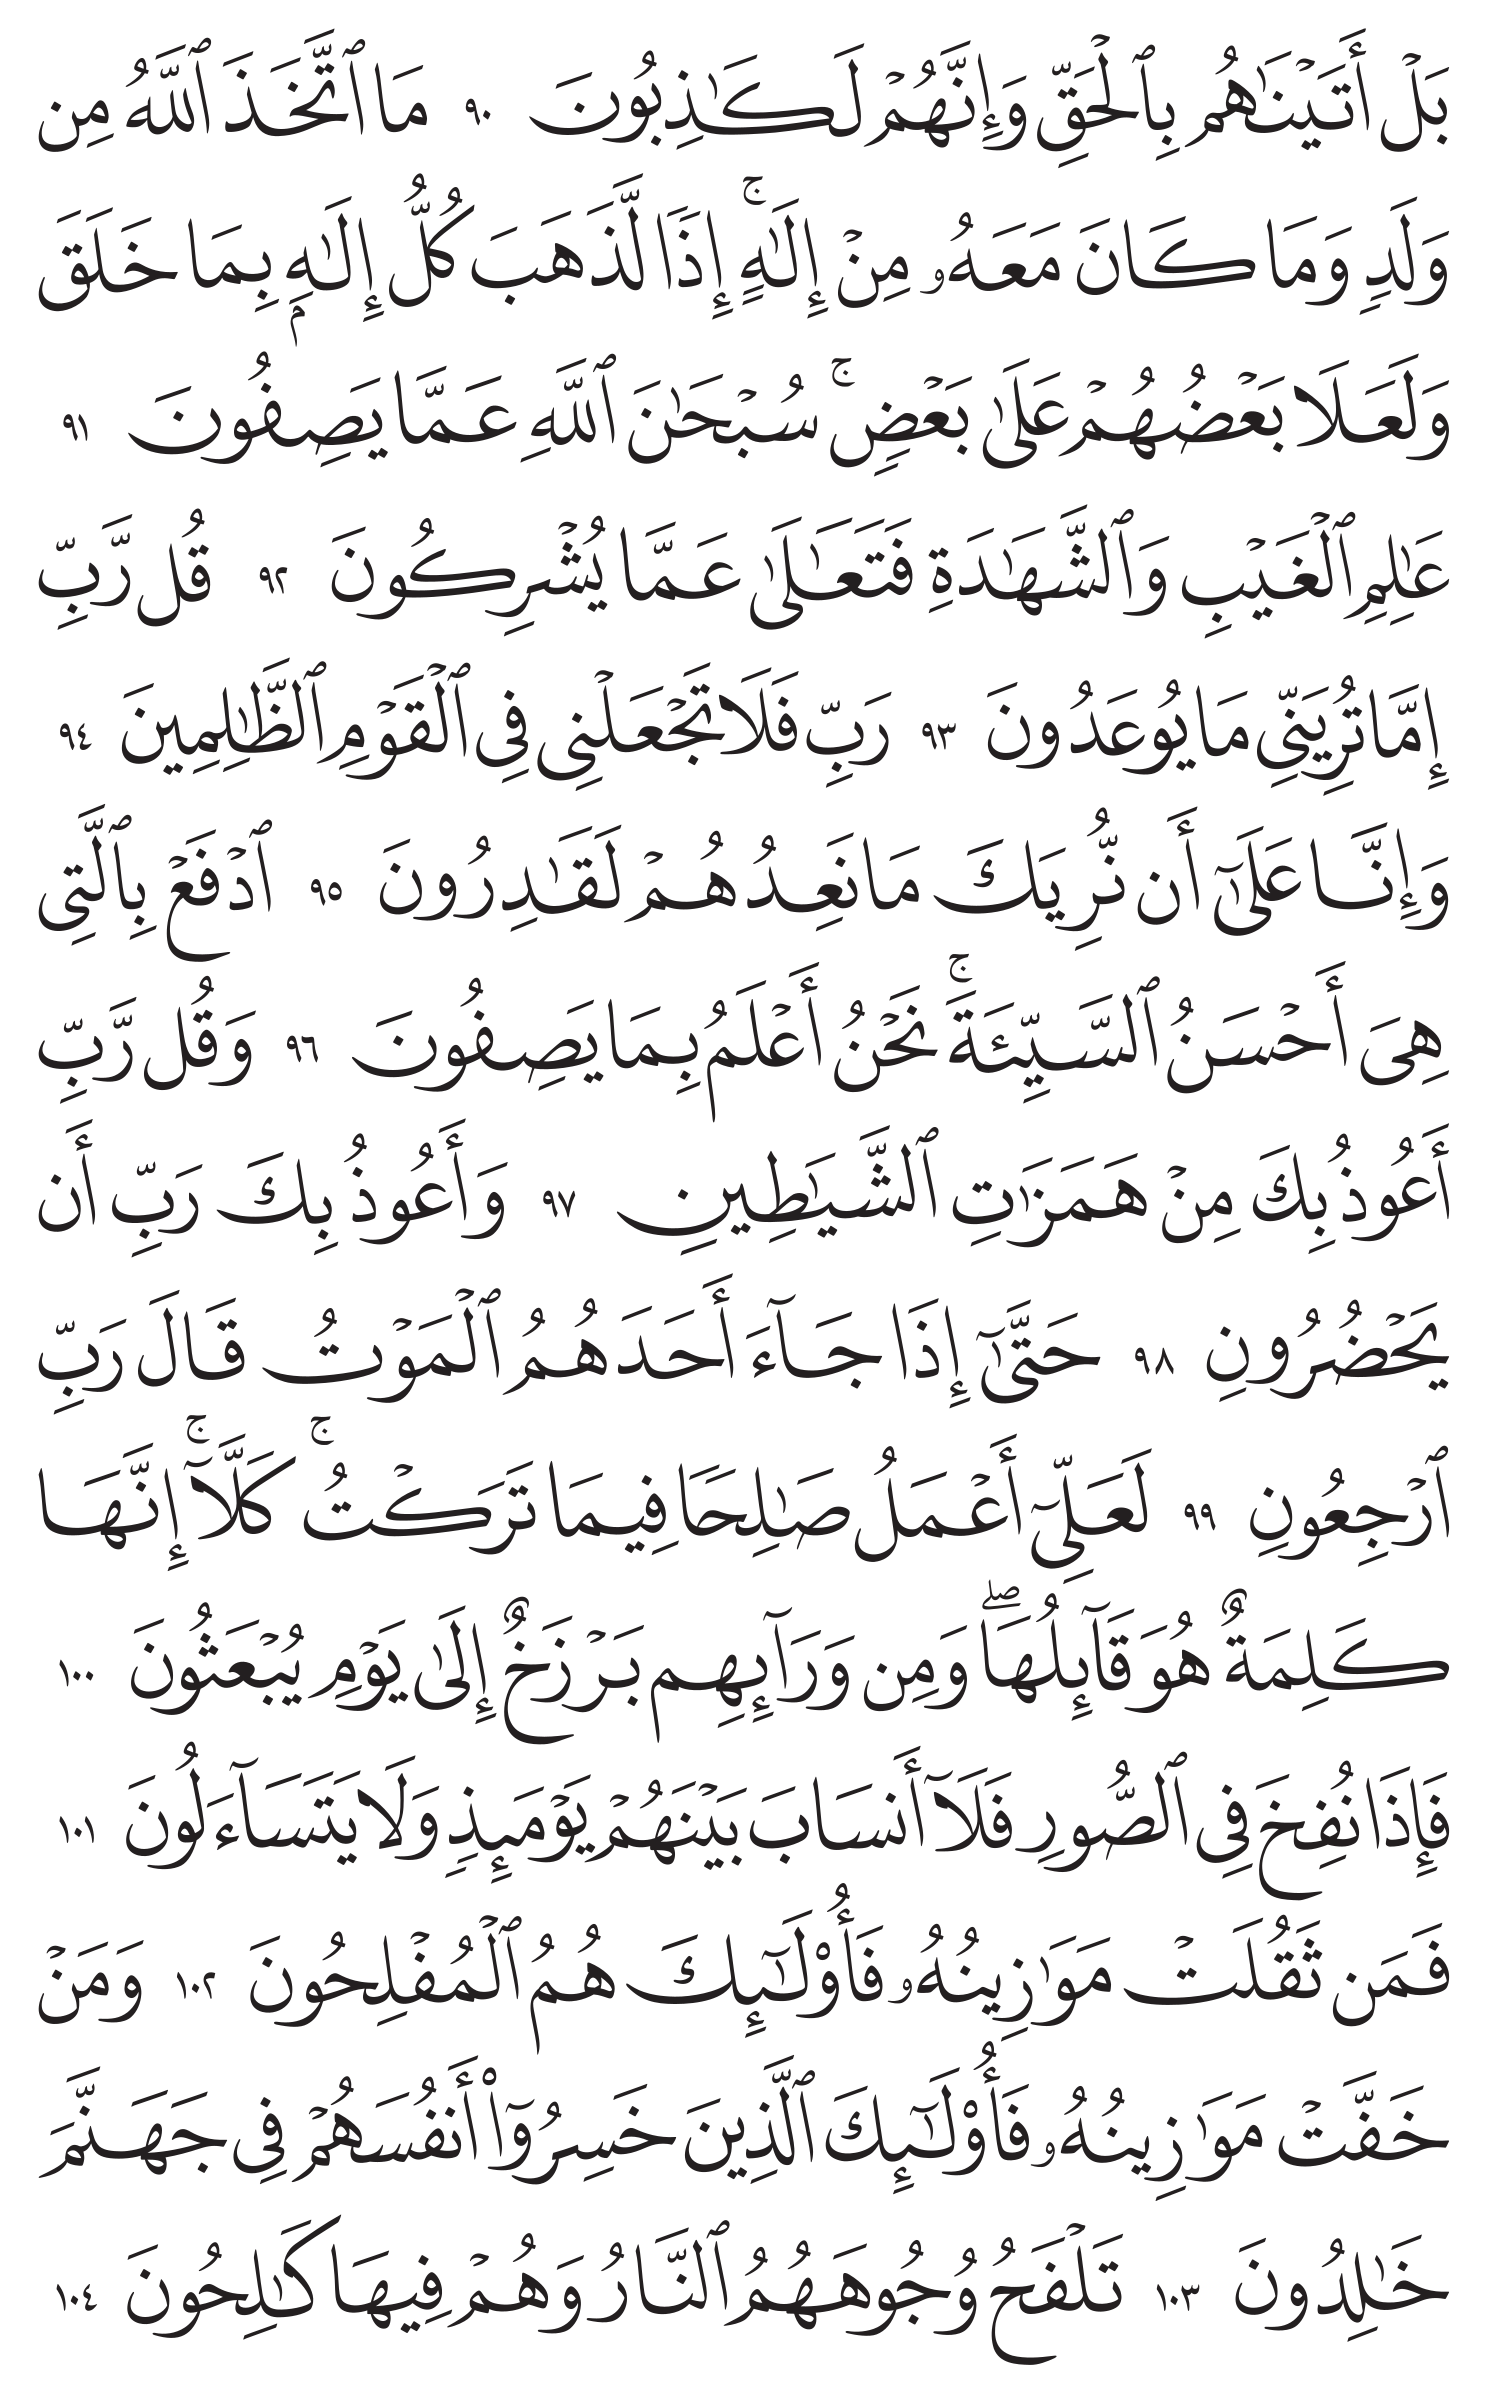 بَلْ أَتَيْنَٰهُم بِٱلْحَقِّ وَإِنَّهُمْ لَكَٰذِبُونَ ٩٠ مَا ٱتَّخَذَ ٱللَّهُ مِن
وَلَدٍ وَمَا كَانَ مَعَهُۥ مِنْ إِلَٰهٍ ۚ إِذًا لَّذَهَبَ كُلُّ إِلَٰهٍۭ بِمَا خَلَقَ
وَلَعَلَا بَعْضُهُمْ عَلَىٰ بَعْضٍ ۚ سُبْحَٰنَ ٱللَّهِ عَمَّا يَصِفُونَ ٩١
عَٰلِمِ ٱلْغَيْبِ وَٱلشَّهَٰدَةِ فَتَعَٰلَىٰ عَمَّا يُشْرِكُونَ ٩٢ قُل رَّبِّ
إِمَّا تُرِيَنِّى مَا يُوعَدُونَ ٩٣ رَبِّ فَلَا تَجْعَلْنِى فِى ٱلْقَوْمِ ٱلظَّٰلِمِينَ ٩٤
وَإِنَّا عَلَىٰٓ أَن نُّرِيَكَ مَا نَعِدُهُمْ لَقَٰدِرُونَ ٩٥ ٱدْفَعْ بِٱلَّتِى
هِىَ أَحْسَنُ ٱلسَّيِّئَةَ ۚ نَحْنُ أَعْلَمُ بِمَا يَصِفُونَ ٩٦ وَقُل رَّبِّ
أَعُوذُ بِكَ مِنْ هَمَزَٰتِ ٱلشَّيَٰطِينِ ٩٧ وَأَعُوذُ بِكَ رَبِّ أَن
يَحْضُرُونِ ٩٨ حَتَّىٰٓ إِذَا جَآءَ أَحَدَهُمُ ٱلْمَوْتُ قَالَ رَبِّ
ٱرْجِعُونِ ٩٩ لَعَلِّىٓ أَعْمَلُ صَٰلِحًا فِيمَا تَرَكْتُ ۚ كَلَّآ ۚ إِنَّهَا
كَلِمَةٌ هُوَ قَآئِلُهَا ۖ وَمِن وَرَآئِهِم بَرْزَخٌ إِلَىٰ يَوْمِ يُبْعَثُونَ ١٠٠
فَإِذَا نُفِخَ فِى ٱلصُّورِ فَلَآ أَنسَابَ بَيْنَهُمْ يَوْمَئِذٍ وَلَا يَتَسَآءَلُونَ ١٠١
فَمَن ثَقُلَتْ مَوَٰزِينُهُۥ فَأُو۟لَٰٓئِكَ هُمُ ٱلْمُفْلِحُونَ ١٠٢ وَمَنْ
خَفَّتْ مَوَٰزِينُهُۥ فَأُو۟لَٰٓئِكَ ٱلَّذِينَ خَسِرُوٓا۟ أَنفُسَهُمْ فِى جَهَنَّمَ
خَٰلِدُونَ ١٠٣ تَلْفَحُ وُجُوهَهُمُ ٱلنَّارُ وَهُمْ فِيهَا كَٰلِحُونَ ١٠٤